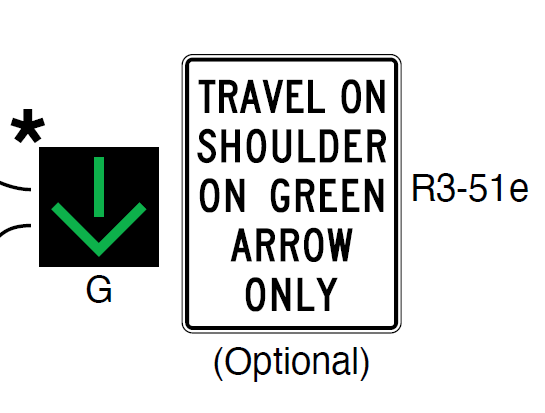 *
G
TRAVEL ON
SHOULDER
ON GREEN
ARROW
ONLY
R3-51e
(Optional)